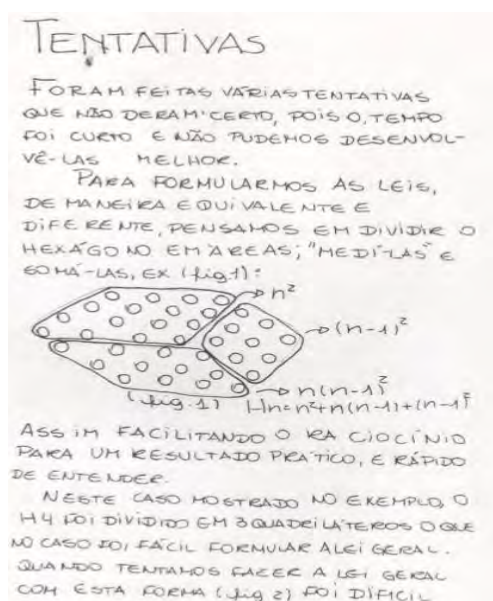 TENTATIVAS
FORAM FEITAS VÁRIAS TENTATIVAS
QUE NÃO DERAM CERTO, POIS O, TEMPO
FOI CURTO E NÃO PUDEMOS DESENVOL-
VÊ-LAS MELHOR.
PARA FORMULARMOS AS LEIS,
DE MANEIRA EQUIVALENTE E
DIFERENTE, PENSAMOS EM DIVIDIR O
HEXÁGONO EM ÁREAS; "MEDÍ-LAS" E
SOMÁ-LAS, EX (fig 1):
→ n²
→ (n-1)²
→ n(n-1)²
(fig. 1) Hn=n²+n(n-1)+(n-1)²
ASSIM FACILITANDO O RACIOCÍNIO
PARA UM RESULTADO PRÁTICO, E RÁPIDO
DE ENTENDER.
NESTE CASO MOSTRADO NO EXEMPLO, O
H4 FOI DIVIDIDO EM 3 QUADRILÁTEROS O QUE
NO CASO FOI FÁCIL FORMULAR A LEI GERAL.
QUANDO TENTAMOS FAZER A LEI GERAL
COM ESTA FORMA (fig 2) FOI DIFICIL